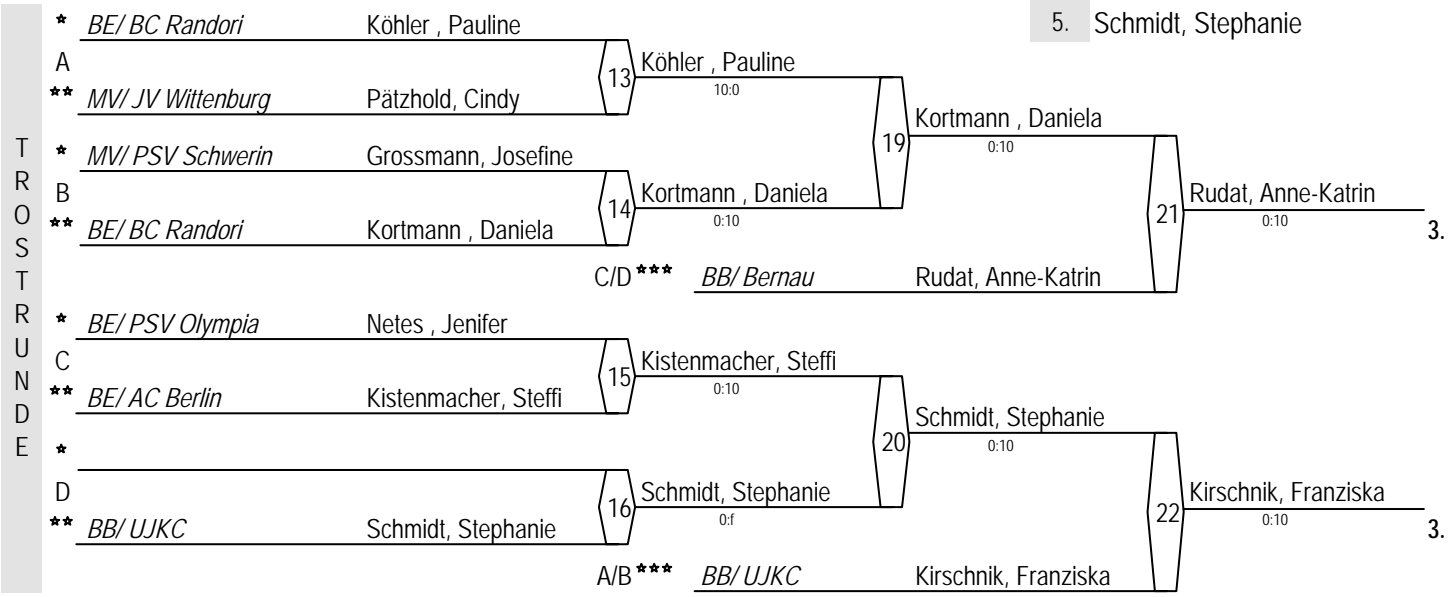 TROSTRUNDE
5. Schmidt, Stephanie
* BE/ BC Randori Köhler , Pauline
A
** MV/ JV Wittenburg Pätzhold, Cindy
13
Köhler , Pauline
10:0
* MV/ PSV Schwerin Grossmann, Josefine
B
** BE/ BC Randori Kortmann , Daniela
14
Kortmann , Daniela
0:10
19
Kortmann , Daniela
0:10
C/D *** BB/ Bernau Rudat, Anne-Katrin
21
Rudat, Anne-Katrin
0:10
3.
* BE/ PSV Olympia Netes , Jenifer
C
** BE/ AC Berlin Kistenmacher, Steffi
15
Kistenmacher, Steffi
0:10
*
D
** BB/ UJKC Schmidt, Stephanie
16
Schmidt, Stephanie
0:f
20
Schmidt, Stephanie
0:10
A/B *** BB/ UJKC Kirschnik, Franziska
22
Kirschnik, Franziska
0:10
3.